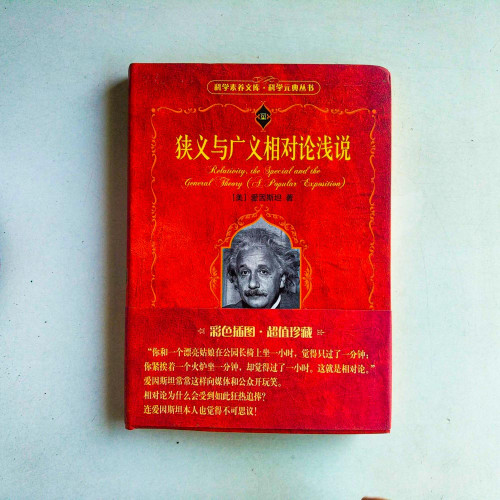 科学素养文库·科学元典丛书
狭义与广义相对论浅说
Relativity, the Special and the
General Theory (A Popular Exposition)
[美] 爱因斯坦 著
彩色插图·超值珍藏
“你和一个漂亮姑娘在公园长椅上坐一小时，觉得只过了一分钟；
你紧挨着一个火炉坐一分钟，却觉得过了一小时。这就是相对论。”
爱因斯坦常常这样向媒体和公众开玩笑。
相对论为什么会受到如此狂热追捧？
连爱因斯坦本人也觉得不可思议！